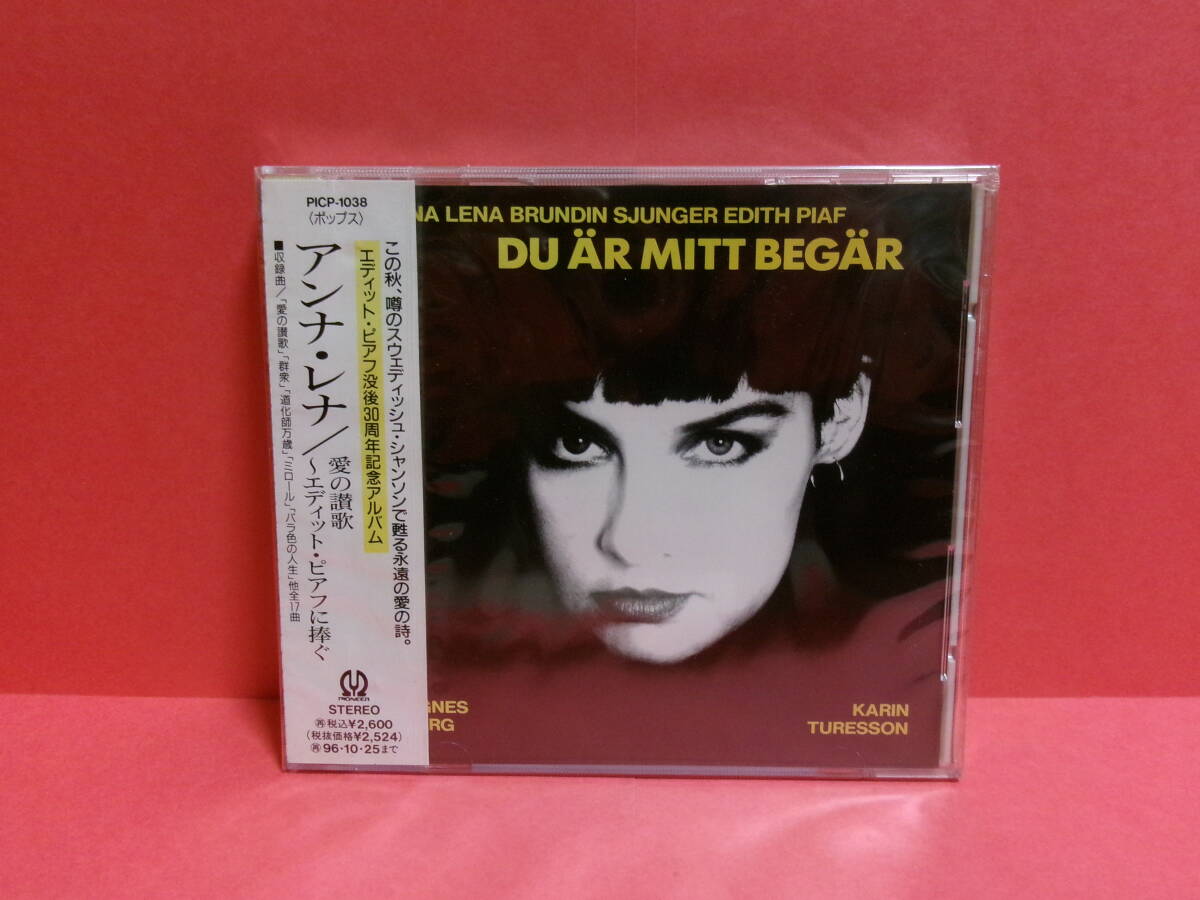 PICP-1038
〈ポップス〉
この秋、噂のスウェディッシュ・シャンソンで甦る永遠の愛の詩。
エディット・ピアフ没後30周年記念アルバム
アンナ・レナ/愛の讃歌
〜エディット・ピアフに捧ぐ
■収録曲/「愛の讃歌」「群衆」「道化師万歳」「ミロール」「バラ色の人生」他全17曲
PIONEER
STEREO
㋐税込¥2,600
(税抜価格¥2,524)
㋐96・10・25まで
NA LENA BRUNDIN SJUNGER EDITH PIAF
DU ÄR MITT BEGÄR
GNES
RG
KARIN
TURESSON